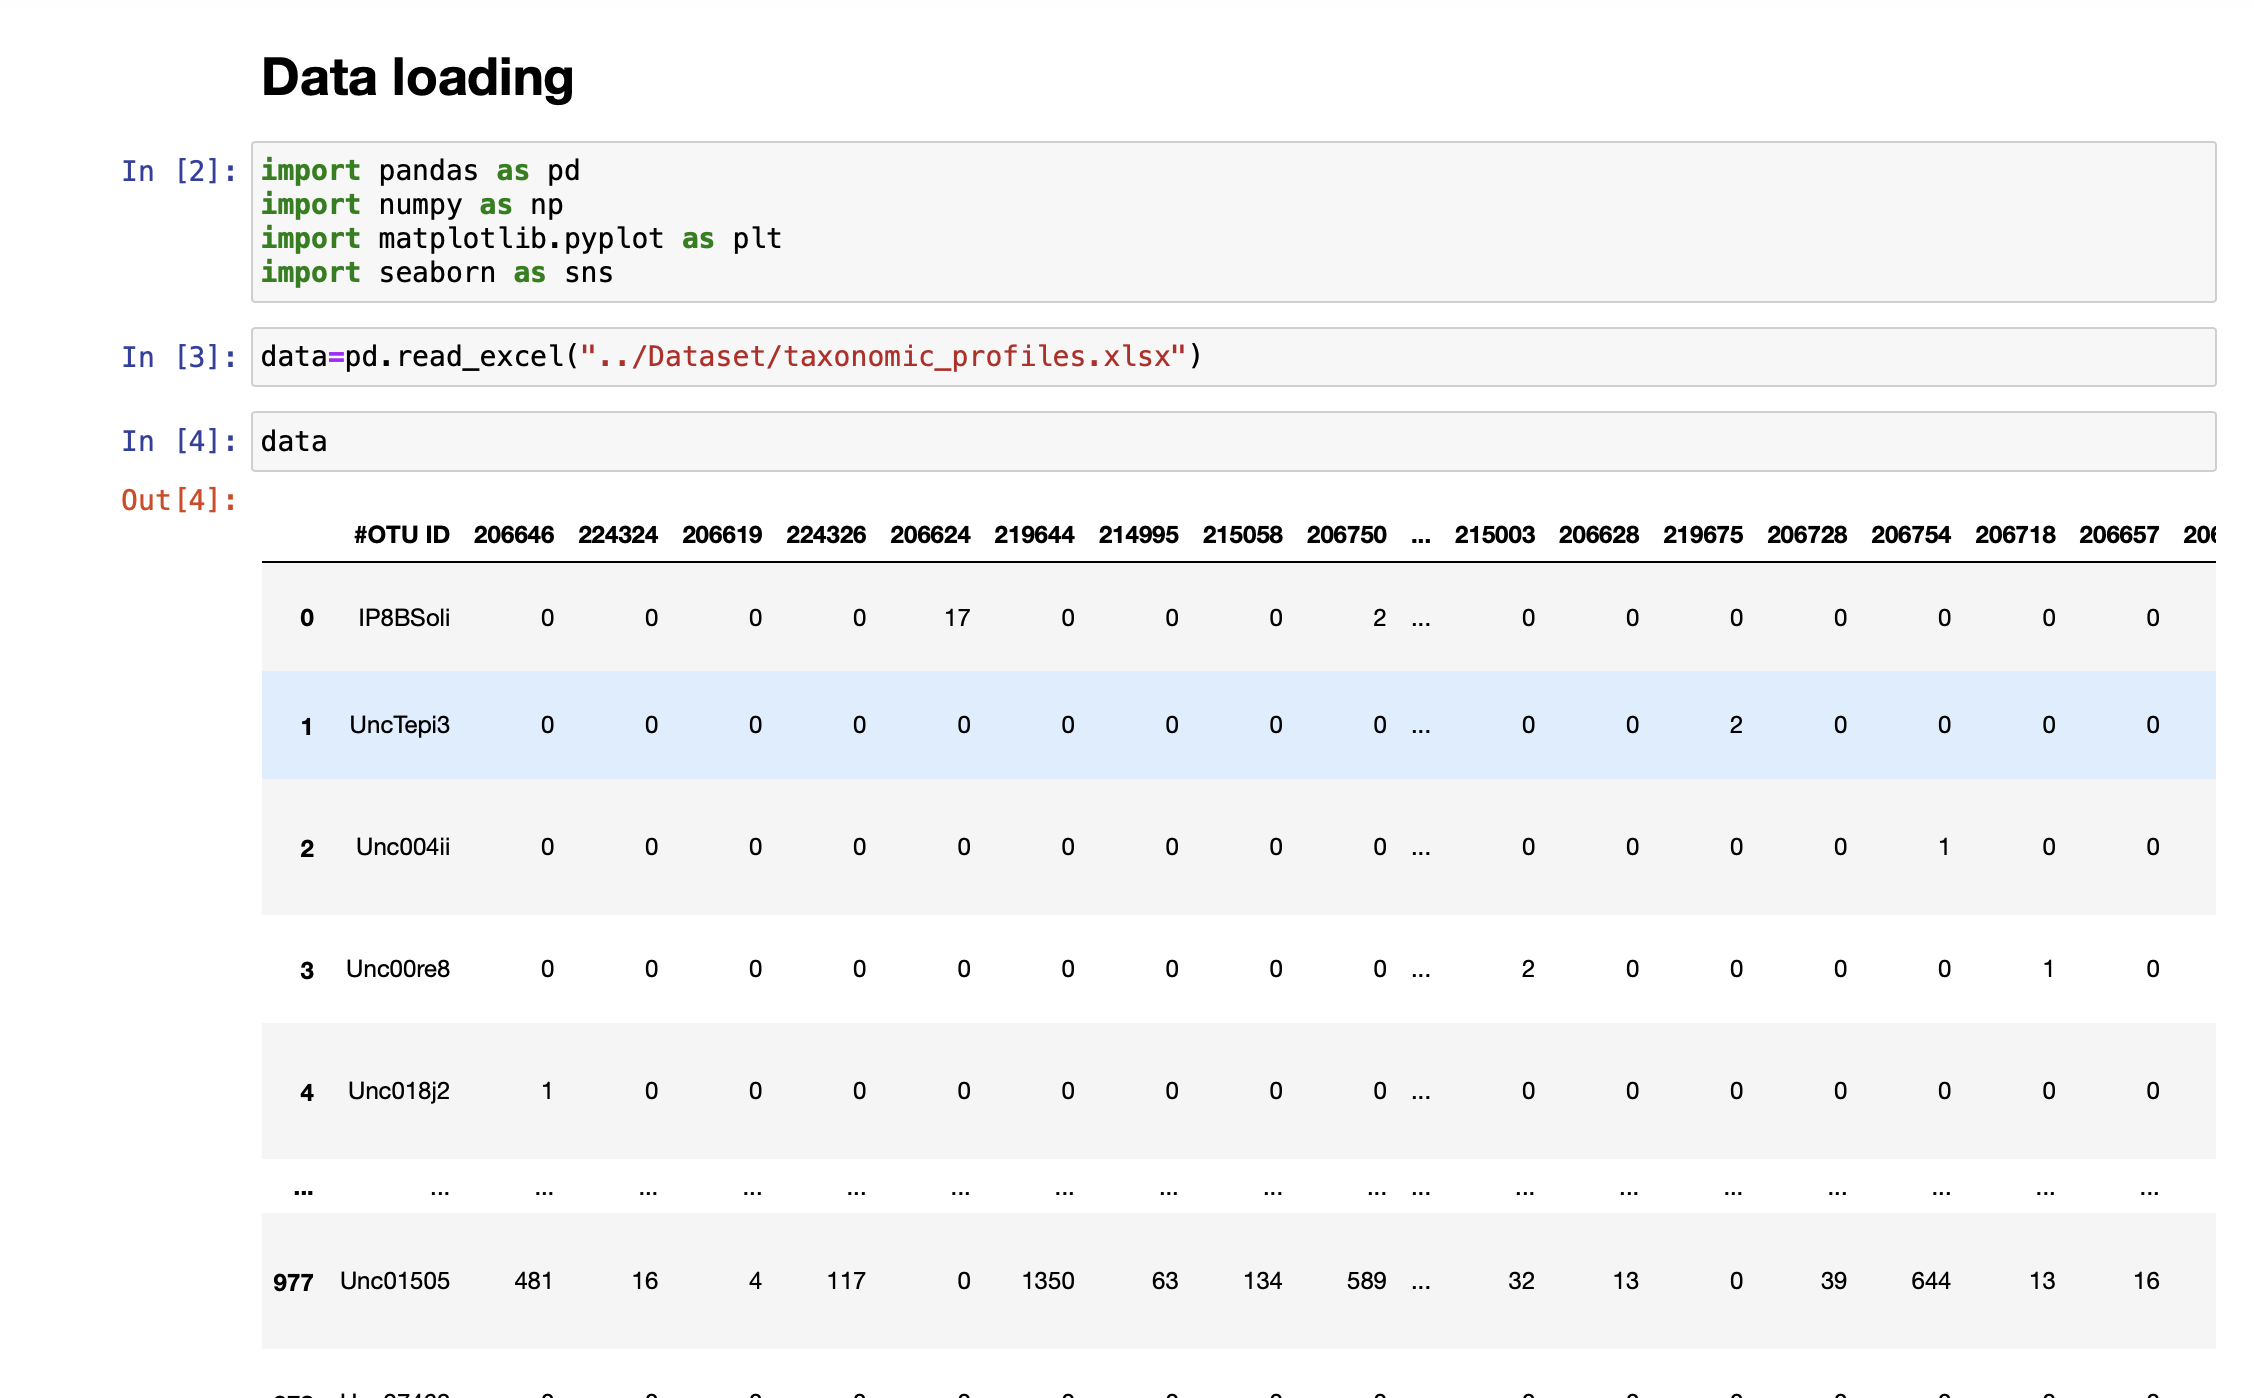 Data loading
In [2]: import pandas as pd
import numpy as np
import matplotlib.pyplot as plt
import seaborn as sns
In [3]: data=pd.read_excel("../Dataset/taxonomic_profiles.xlsx")
In [4]: data
Out[4]:
#OTU ID 206646 224324 206619 224326 206624 219644 214995 215058 206750 ... 215003 206628 219675 206728 206754 206718 206657
0 IP8BSoli 0 0 0 0 17 0 0 0 2 ... 0 0 0 0 0 0 0
1 UncTepi3 0 0 0 0 0 0 0 0 0 ... 0 0 2 0 0 0 0
2 Unc004ii 0 0 0 0 0 0 0 0 0 ... 0 0 0 0 1 0 0
3 Unc00re8 0 0 0 0 0 0 0 0 0 ... 2 0 0 0 0 1 0
4 Unc018j2 1 0 0 0 0 0 0 0 0 ... 0 0 0 0 0 0 0
... ... ... ... ... ... ... ... ... ... ... ... ... ... ... ... ... ... ...
977 Unc01505 481 16 4 117 0 1350 63 134 589 ... 32 13 0 39 644 13 16